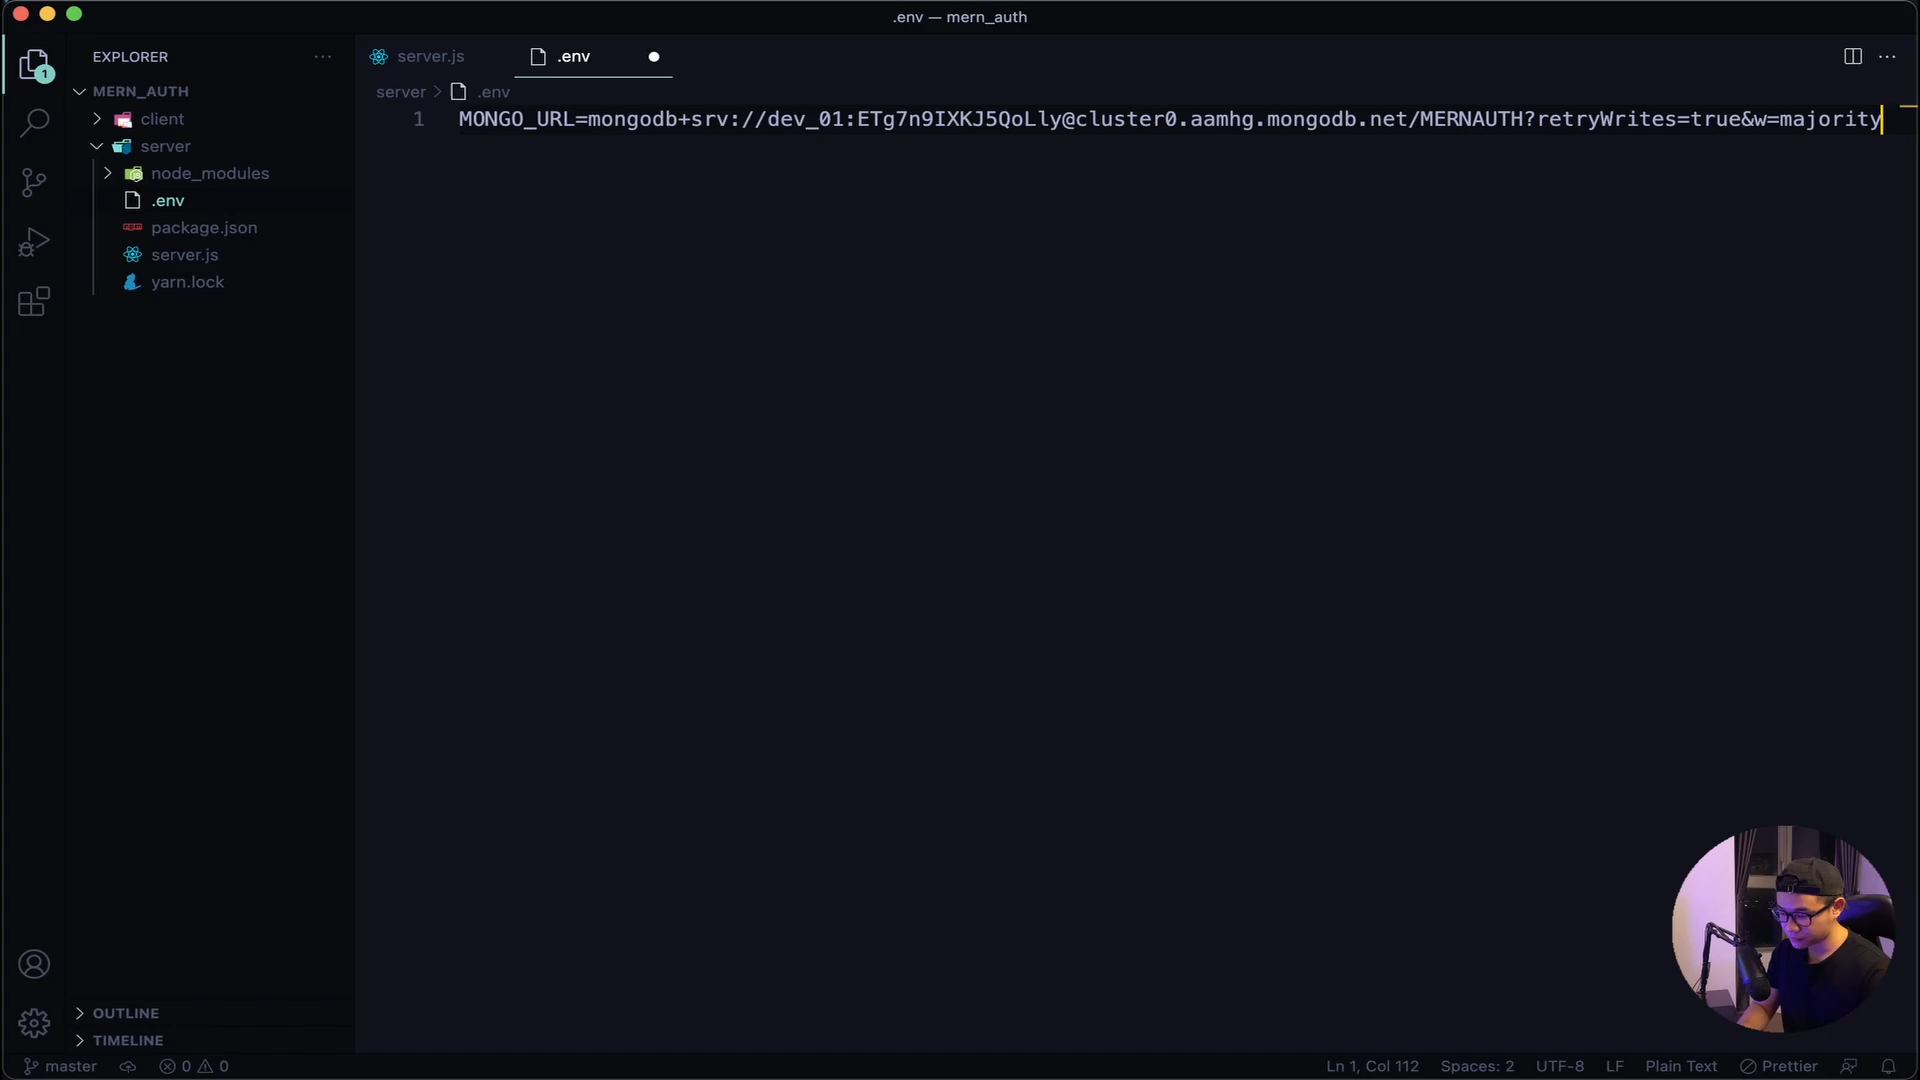 .env — mern_auth
EXPLORER
MERN_AUTH
client
server
node_modules
.env
package.json
server.js
yarn.lock
OUTLINE
TIMELINE
1
server.js
.env
server > .env
1 MONGO_URL=mongodb+srv://dev_01:ETg7n9IXKJ5QoLly@cluster0.aamhg.mongodb.net/MERNAUTH?retryWrites=true&w=majority
master 0 0 Ln 1, Col 112 Spaces: 2 UTF-8 LF Plain Text Prettier